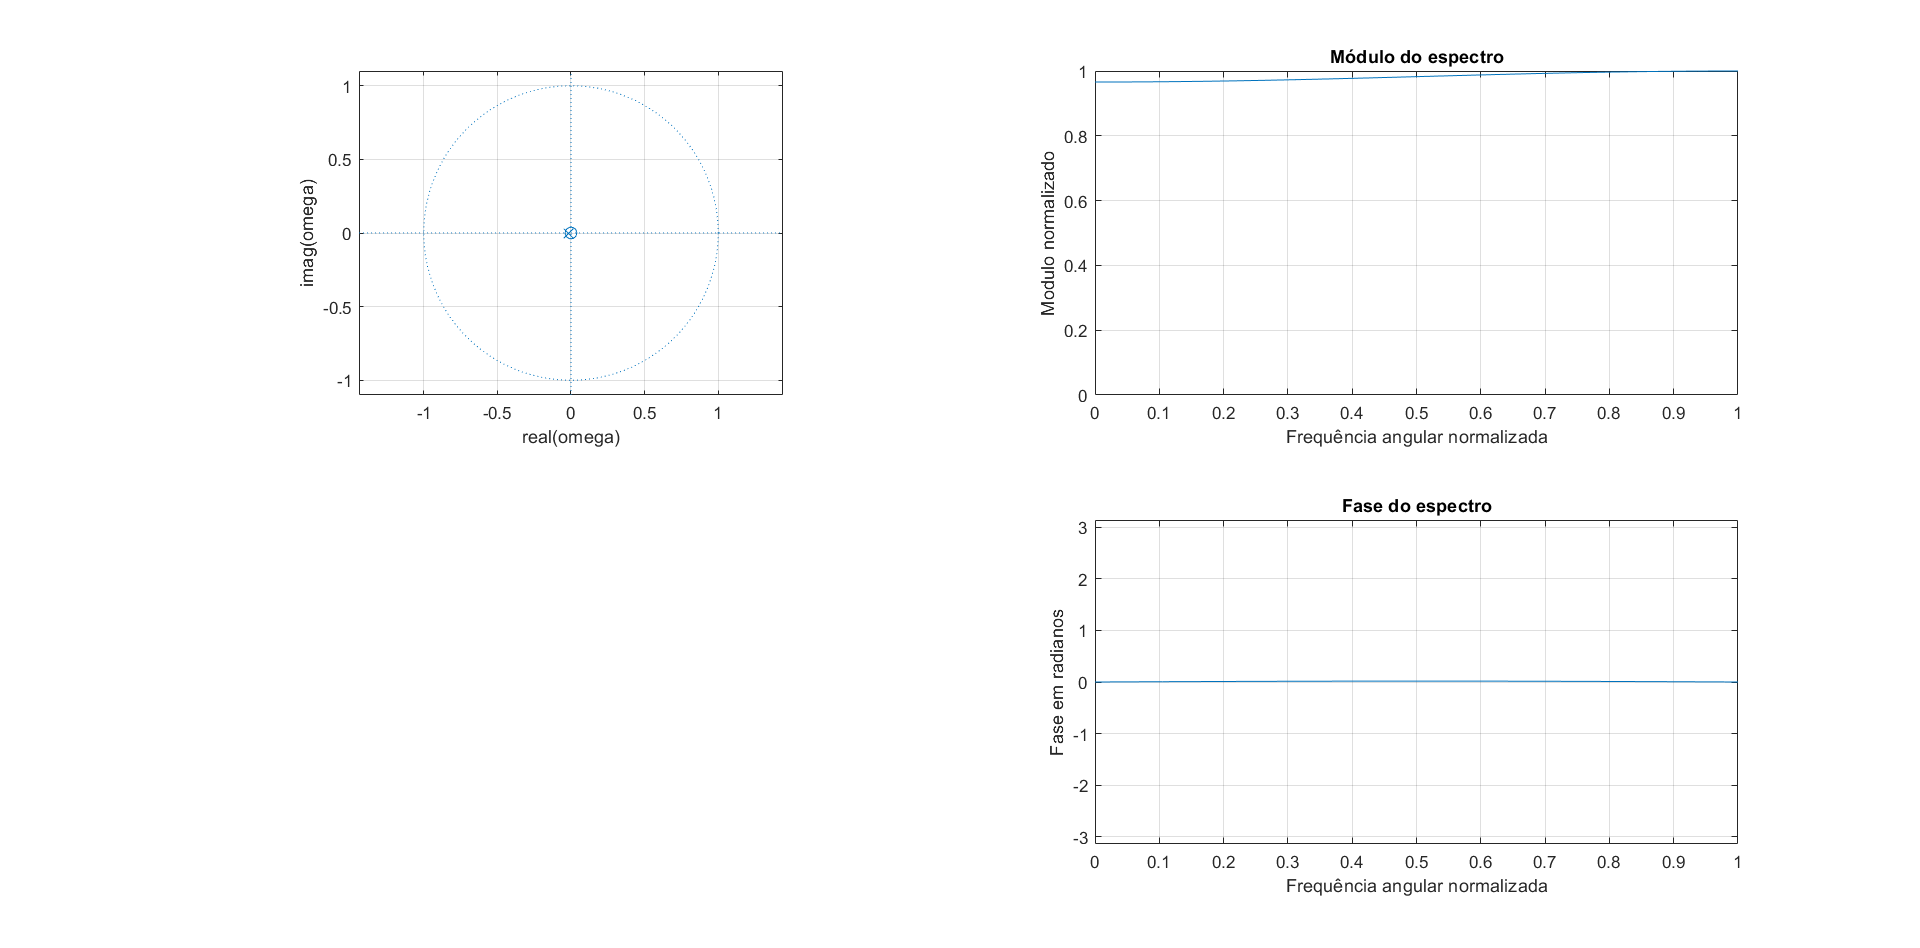 1
0.5
0
-0.5
-1
imag(omega)
-1 -0.5 0 0.5 1
real(omega)
Módulo do espectro
1
0.8
0.6
0.4
0.2
0
Modulo normalizado
0 0.1 0.2 0.3 0.4 0.5 0.6 0.7 0.8 0.9 1
Frequência angular normalizada
Fase do espectro
3
2
1
0
-1
-2
-3
Fase em radianos
0 0.1 0.2 0.3 0.4 0.5 0.6 0.7 0.8 0.9 1
Frequência angular normalizada